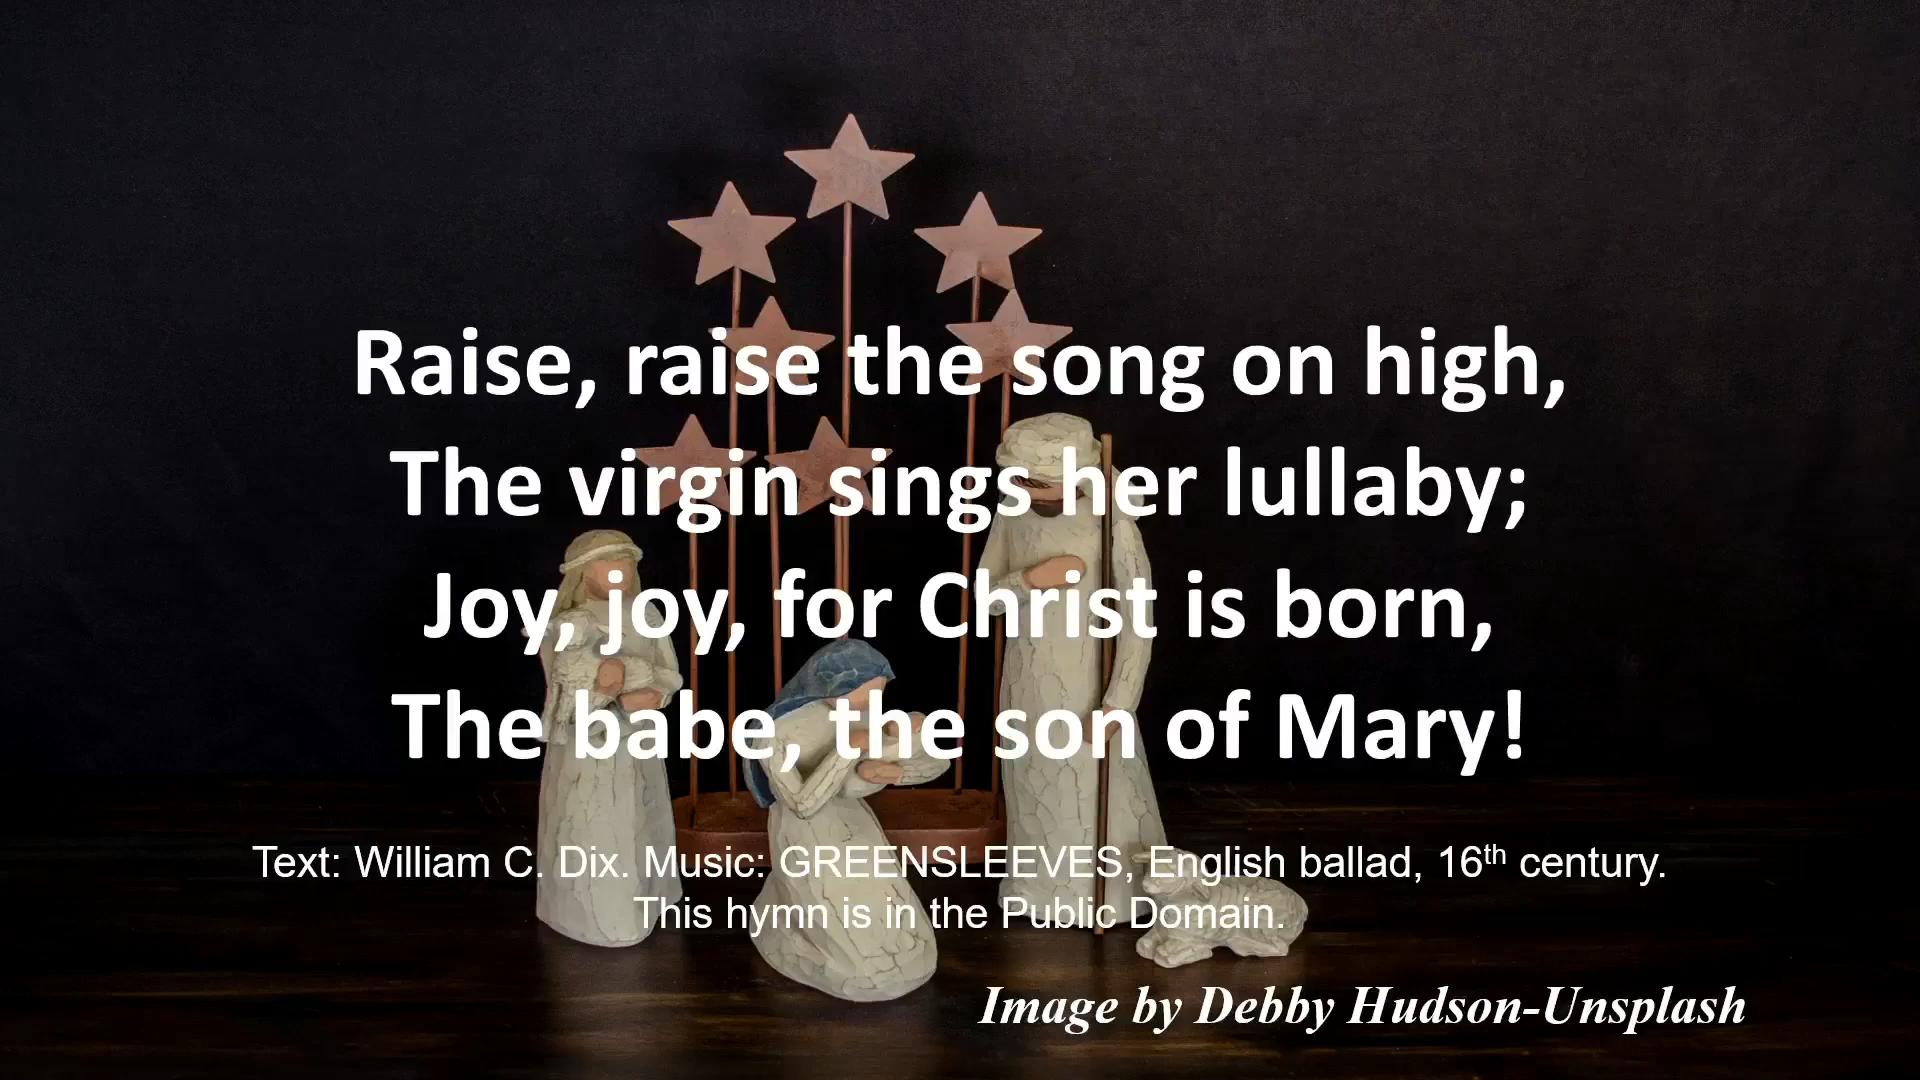 Raise, raise the song on high,
The virgin sings her lullaby;
Joy, joy, for Christ is born,
The babe, the son of Mary!
Text: William C. Dix. Music: GREENSLEEVES, English ballad, 16th century.
This hymn is in the Public Domain.
Image by Debby Hudson-Unsplash